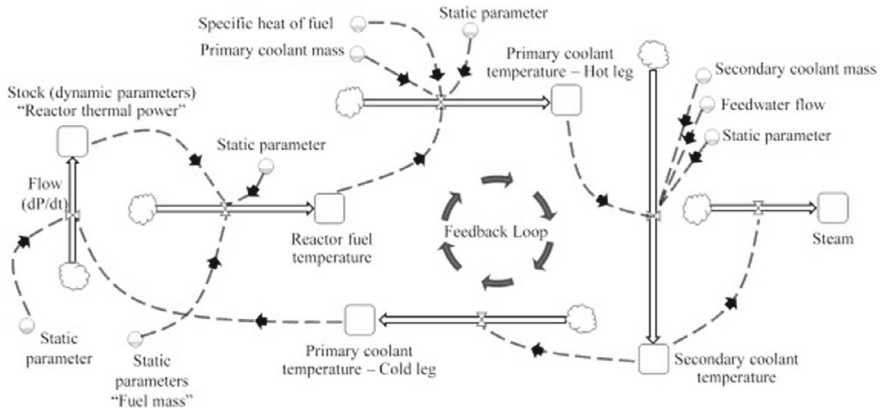 Specific heat of fuel
Static parameter
Primary coolant mass
Primary coolant
temperature – Hot leg
Secondary coolant mass
Feedwater flow
Static parameter
Stock (dynamic parameters)
“Reactor thermal power”
Static parameter
Flow
(dP/dt)
Reactor fuel
temperature
Feedback Loop
Steam
Static
parameter
Static
parameters
“Fuel mass”
Primary coolant
temperature – Cold leg
Secondary coolant
temperature